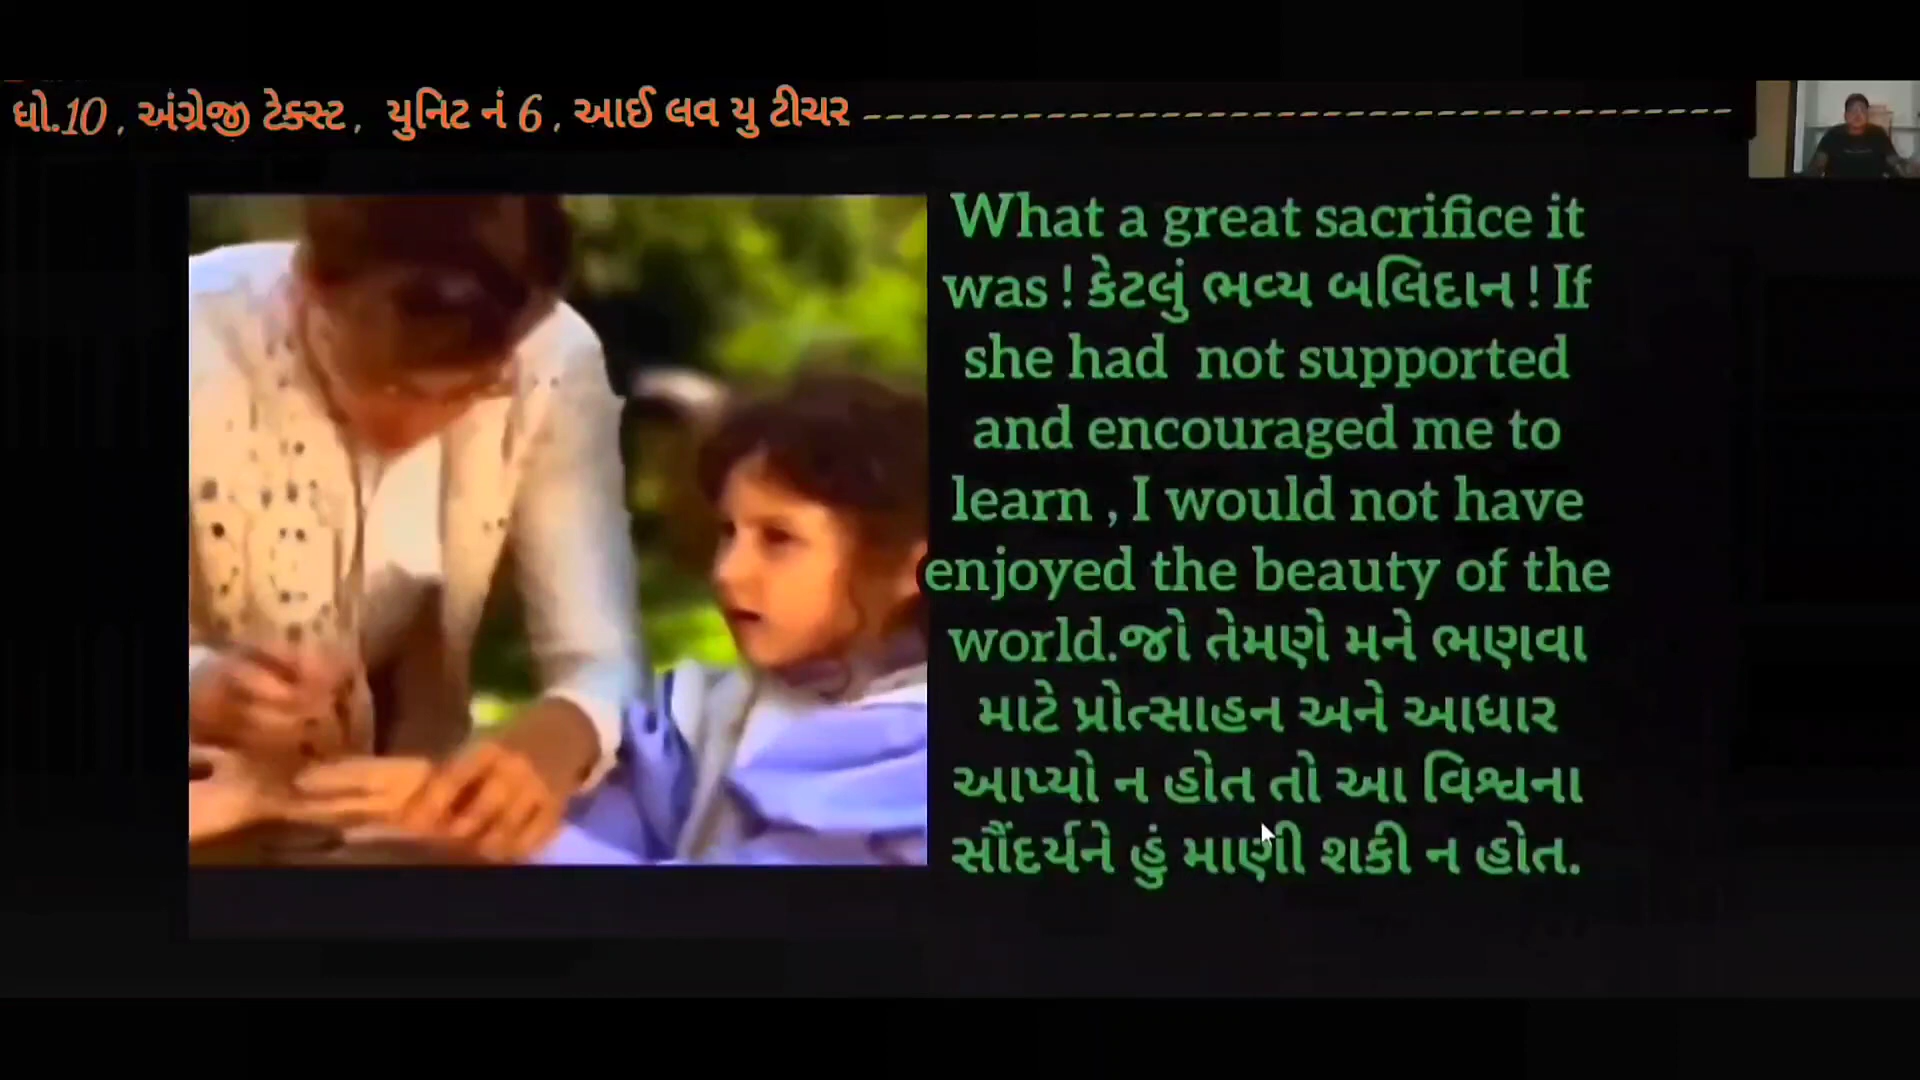 ધો.10 , અંગ્રેજી ટેક્સ્ટ, યુનિટ નં 6 , આઈ લવ યુ ટીચર -------------------------------
What a great sacrifice it
was ! કેટલું ભવ્ય બલિદાન ! If
she had not supported
and encouraged me to
learn , I would not have
enjoyed the beauty of the
world.જો તેમણે મને ભણવા
માટે પ્રોત્સાહન અને આધાર
આપ્યો ન હોત તો આ વિશ્વના
સૌંદર્યને હું માણી શકી ન હોત.